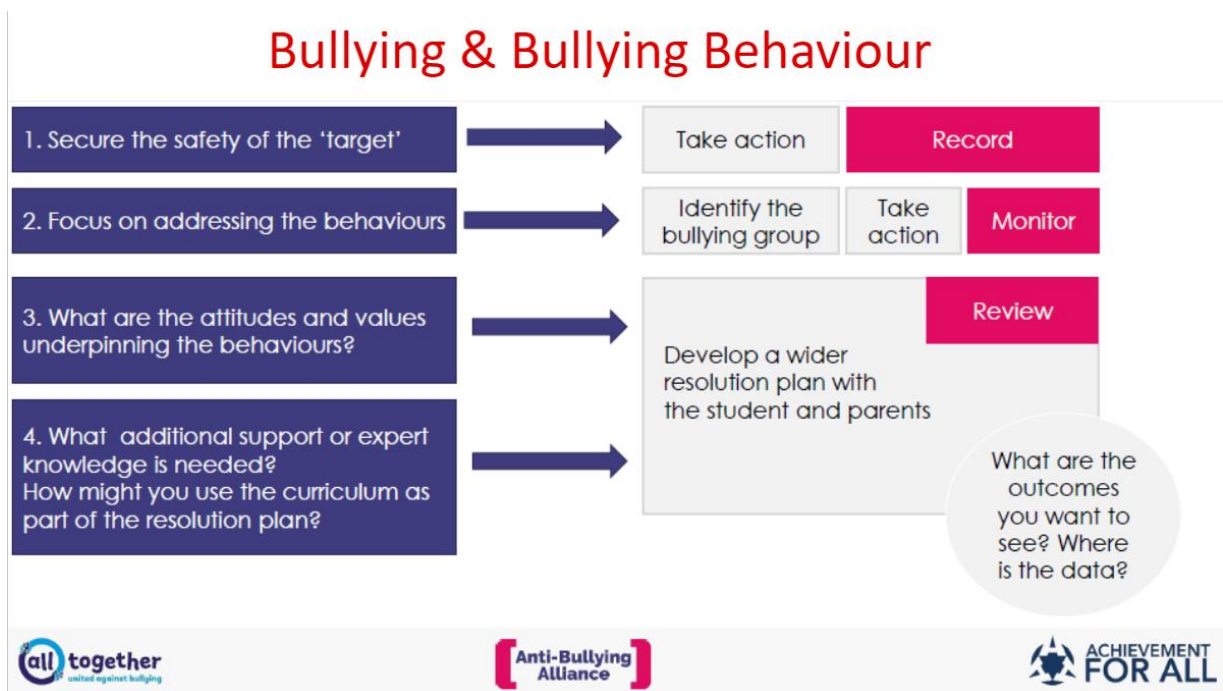 Bullying & Bullying Behaviour
1. Secure the safety of the ‘target’
Take action
Record
2. Focus on addressing the behaviours
Identify the
bullying group
Take
action
Monitor
3. What are the attitudes and values
underpinning the behaviours?
Review
Develop a wider
resolution plan with
the student and parents
4. What additional support or expert
knowledge is needed?
How might you use the curriculum as
part of the resolution plan?
What are the
outcomes
you want to
see? Where
is the data?
all together
united against bullying
Anti-Bullying
Alliance
ACHIEVEMENT
FOR ALL